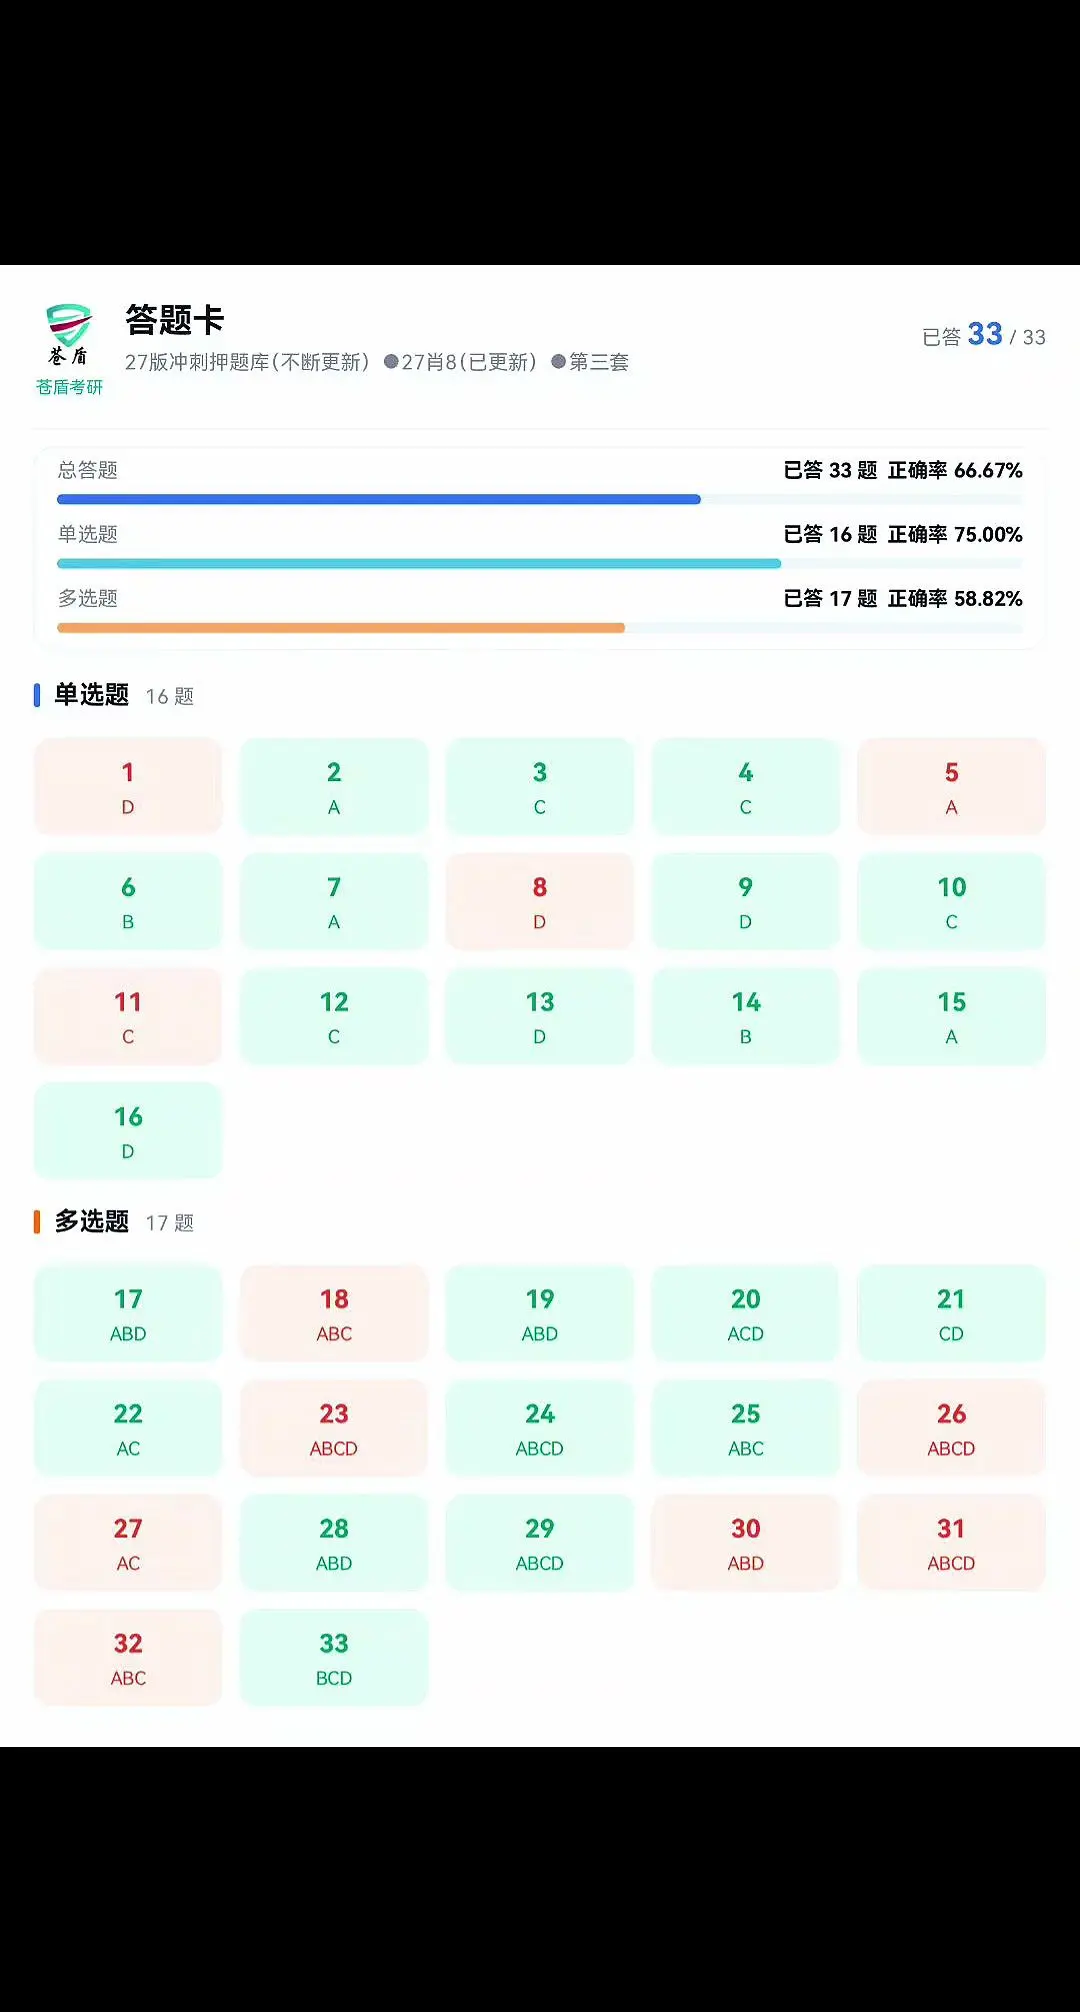 答题卡
已答 33 / 33
27版冲刺押题库(不断更新) ●27肖8(已更新) ●第三套
苍盾
苍盾考研
总答题 已答 33 题 正确率 66.67%
单选题 已答 16 题 正确率 75.00%
多选题 已答 17 题 正确率 58.82%
单选题 16 题
1 2 3 4 5
D A C C A
6 7 8 9 10
B A D D C
11 12 13 14 15
C C D B A
16
D
多选题 17 题
17 18 19 20 21
ABD ABC ABD ACD CD
22 23 24 25 26
AC ABCD ABCD ABC ABCD
27 28 29 30 31
AC ABD ABCD ABD ABCD
32 33
ABC BCD